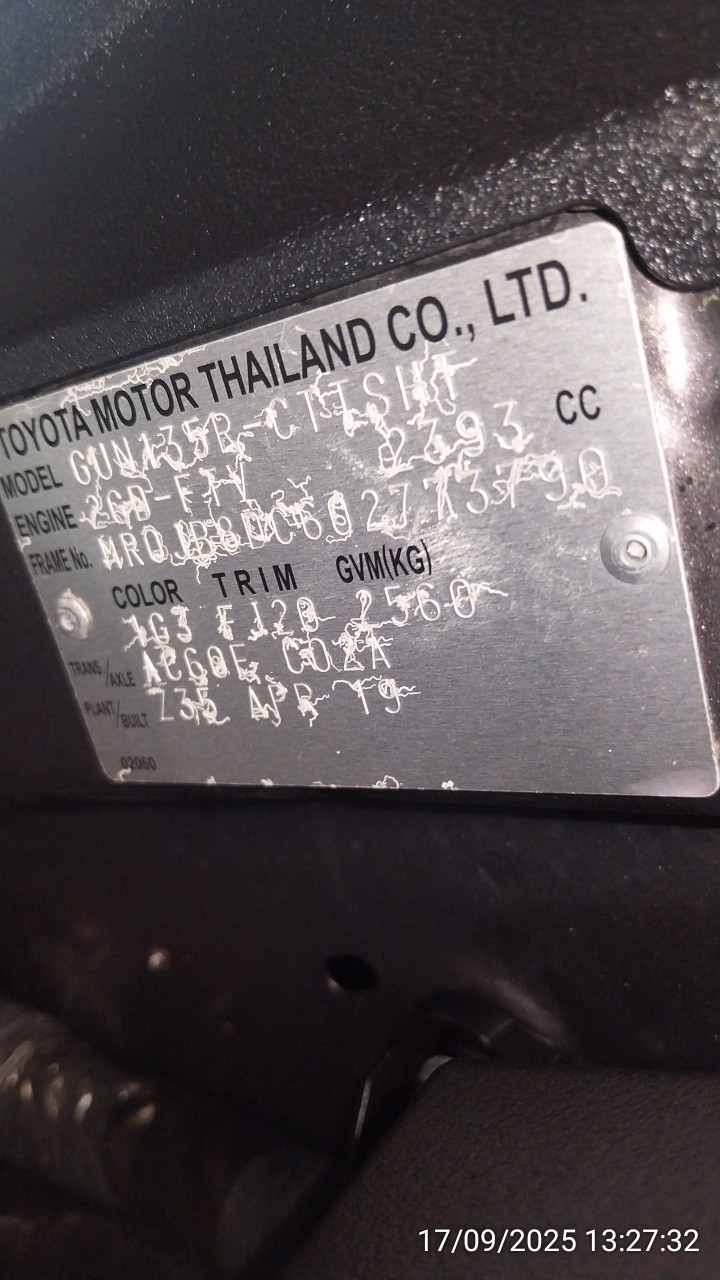 TOYOTA MOTOR THAILAND CO., LTD.
MODEL GUN135R-CTTSHT
ENGINE 2GD-FTV 2393 CC
FRAME No.
COLOR TRIM GVM(KG)
1G3 FJ20 2560
TRANS./AXLE AC60E C02A
PLANT/BUILT Z35 APR 19
02060
17/09/2025 13:27:32